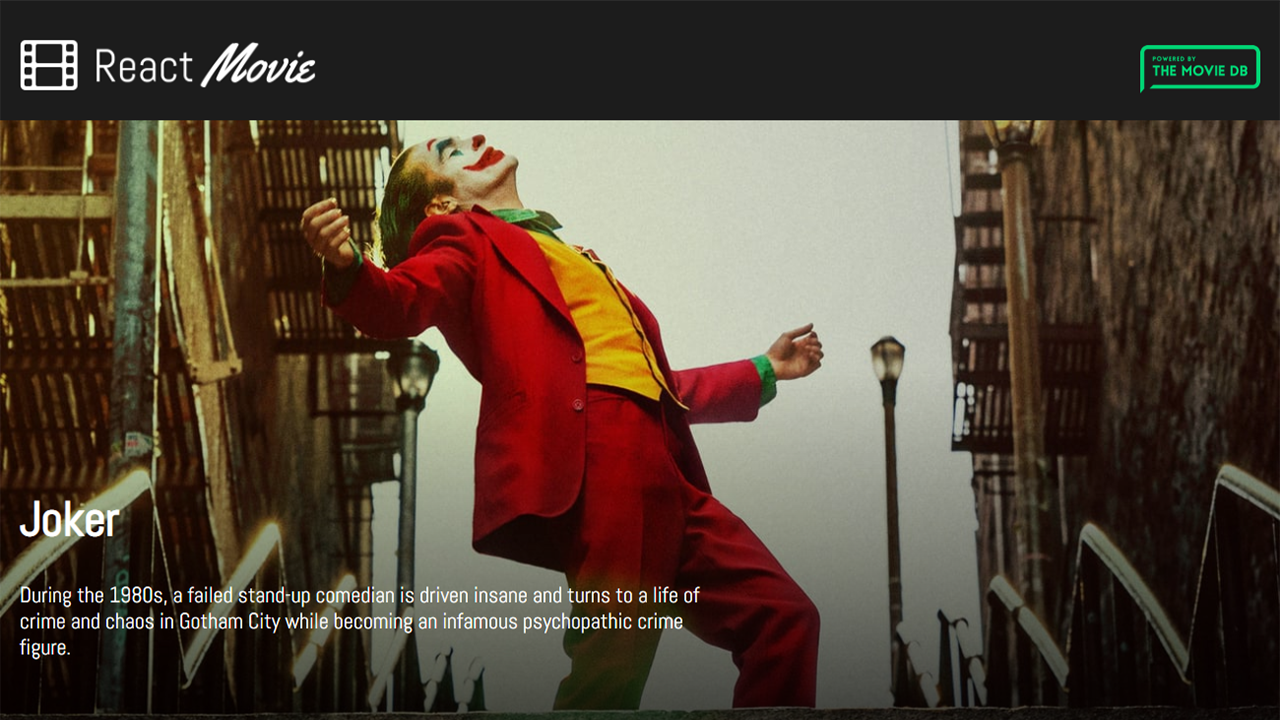 React Movie
POWERED BY
THE MOVIE DB
Joker
During the 1980s, a failed stand-up comedian is driven insane and turns to a life of
crime and chaos in Gotham City while becoming an infamous psychopathic crime
figure.